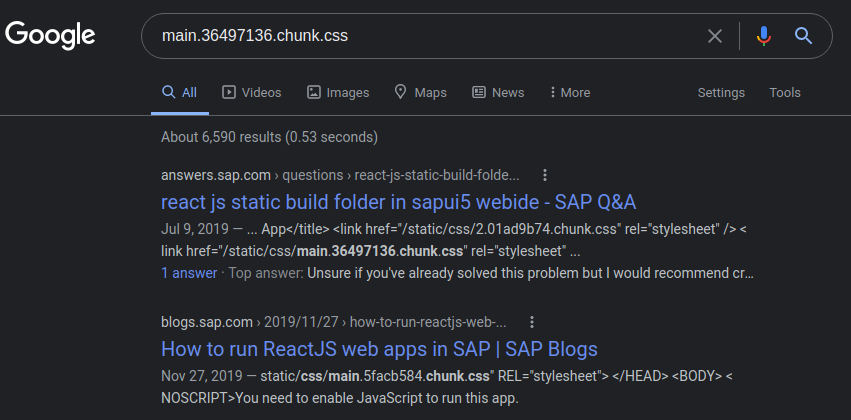 Google
main.36497136.chunk.css
All Videos Images Maps News More Settings Tools
About 6,590 results (0.53 seconds)
answers.sap.com › questions › react-js-static-build-folde...
react js static build folder in sapui5 webide - SAP Q&A
Jul 9, 2019 — ... App</title> <link href="/static/css/2.01ad9b74.chunk.css" rel="stylesheet" /> <
link href="/static/css/main.36497136.chunk.css" rel="stylesheet" ...
1 answer · Top answer: Unsure if you've already solved this problem but I would recommend cr...
blogs.sap.com › 2019/11/27 › how-to-run-reactjs-web-...
How to run ReactJS web apps in SAP | SAP Blogs
Nov 27, 2019 — static/css/main.5facb584.chunk.css" REL="stylesheet"> </HEAD> <BODY> <
NOSCRIPT>You need to enable JavaScript to run this app.